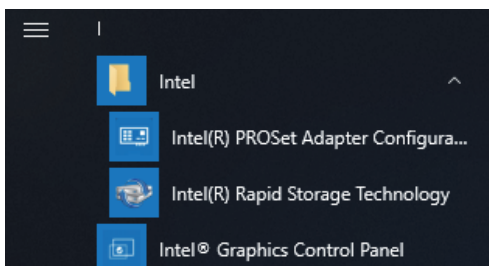 I
Intel
Intel(R) PROSet Adapter Configura...
Intel(R) Rapid Storage Technology
Intel® Graphics Control Panel